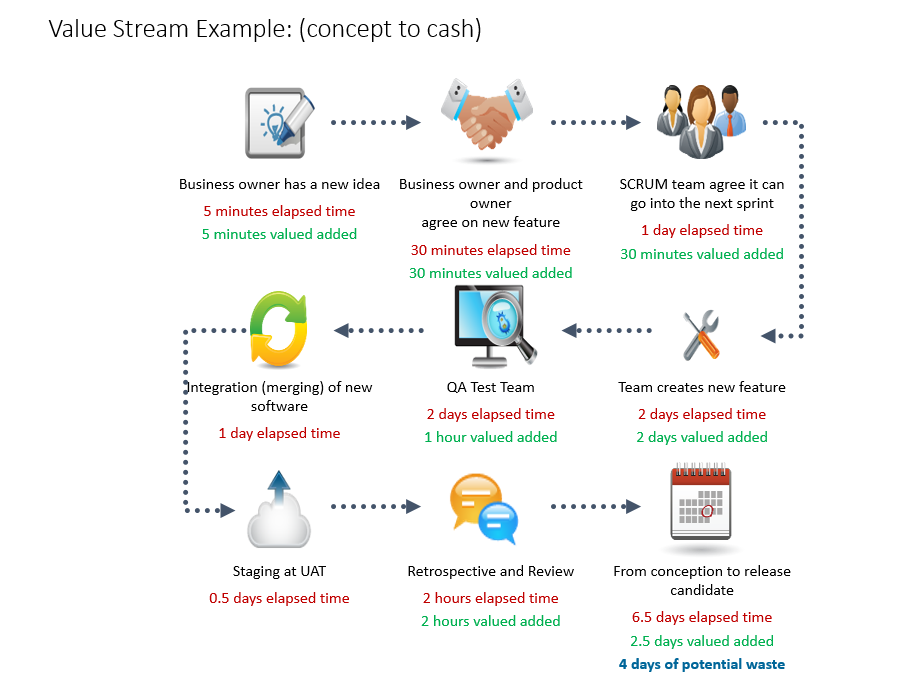 Value Stream Example: (concept to cash)
Business owner has a new idea
5 minutes elapsed time
5 minutes valued added
Business owner and product
owner
agree on new feature
30 minutes elapsed time
30 minutes valued added
SCRUM team agree it can
go into the next sprint
1 day elapsed time
30 minutes valued added
Integration (merging) of new
software
1 day elapsed time
QA Test Team
2 days elapsed time
1 hour valued added
Team creates new feature
2 days elapsed time
2 days valued added
Staging at UAT
0.5 days elapsed time
Retrospective and Review
2 hours elapsed time
2 hours valued added
From conception to release
candidate
6.5 days elapsed time
2.5 days valued added
4 days of potential waste